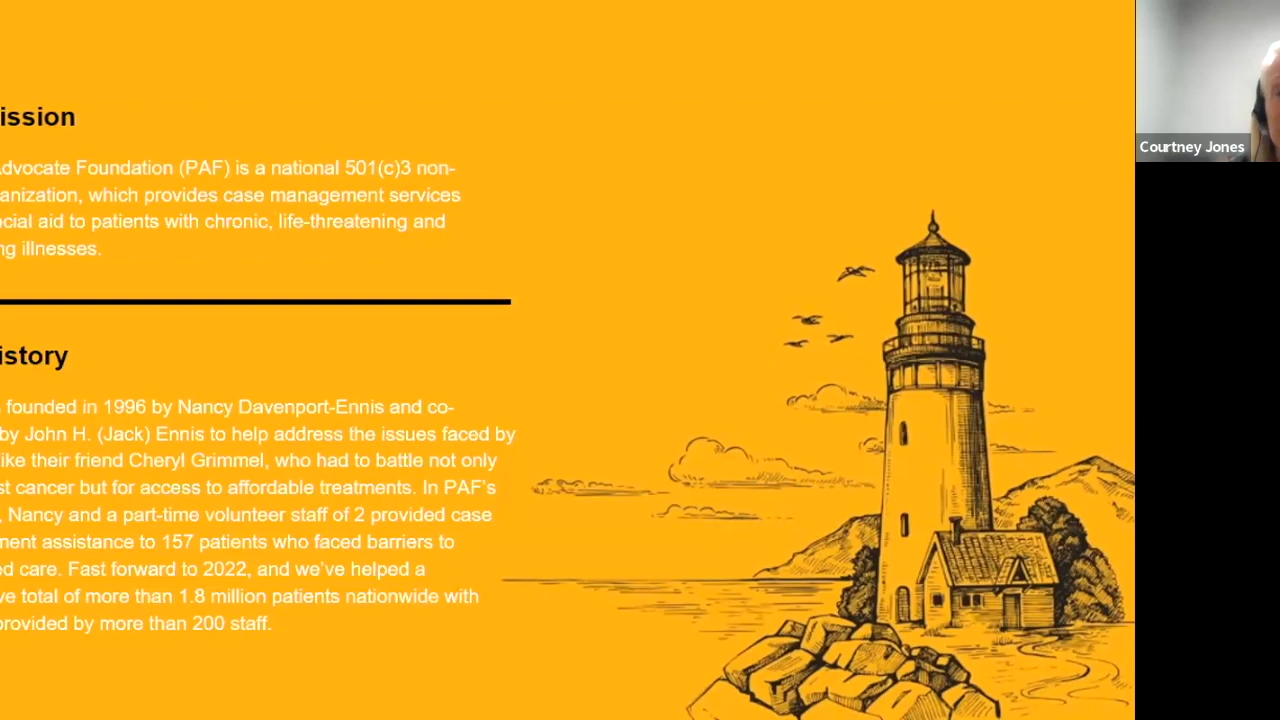 ission
dvocate Foundation (PAF) is a national 501(c)3 non-
anization, which provides case management services
cial aid to patients with chronic, life-threatening and
ng illnesses.
istory
founded in 1996 by Nancy Davenport-Ennis and co-
by John H. (Jack) Ennis to help address the issues faced by
ike their friend Cheryl Grimmel, who had to battle not only
st cancer but for access to affordable treatments. In PAF's
, Nancy and a part-time volunteer staff of 2 provided case
ment assistance to 157 patients who faced barriers to
ed care. Fast forward to 2022, and we've helped a
ve total of more than 1.8 million patients nationwide with
provided by more than 200 staff.
Courtney Jones